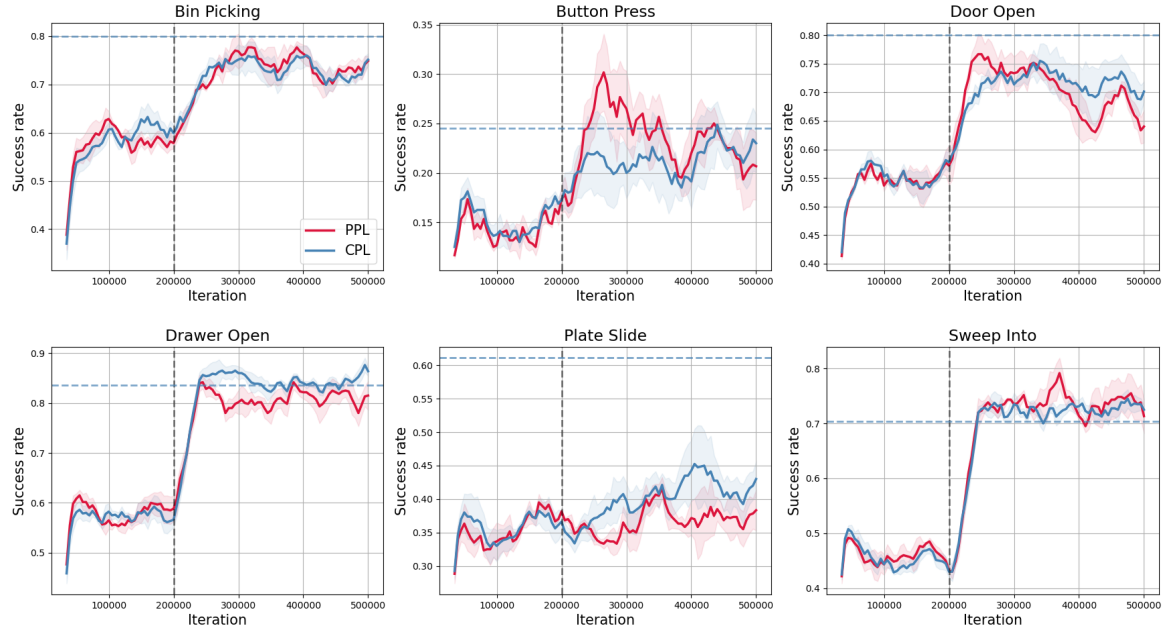 Bin Picking
Button Press
Door Open
Success rate
0.8
0.7
0.6
0.5
0.4
PPL
CPL
100000 200000 300000 400000 500000
Iteration
Success rate
0.35
0.30
0.25
0.20
0.15
100000 200000 300000 400000 500000
Iteration
Success rate
0.80
0.75
0.70
0.65
0.60
0.55
0.50
0.45
0.40
100000 200000 300000 400000 500000
Iteration
Drawer Open
Plate Slide
Sweep Into
Success rate
0.9
0.8
0.7
0.6
0.5
100000 200000 300000 400000 500000
Iteration
Success rate
0.60
0.55
0.50
0.45
0.40
0.35
0.30
100000 200000 300000 400000 500000
Iteration
Success rate
0.8
0.7
0.6
0.5
0.4
100000 200000 300000 400000 500000
Iteration